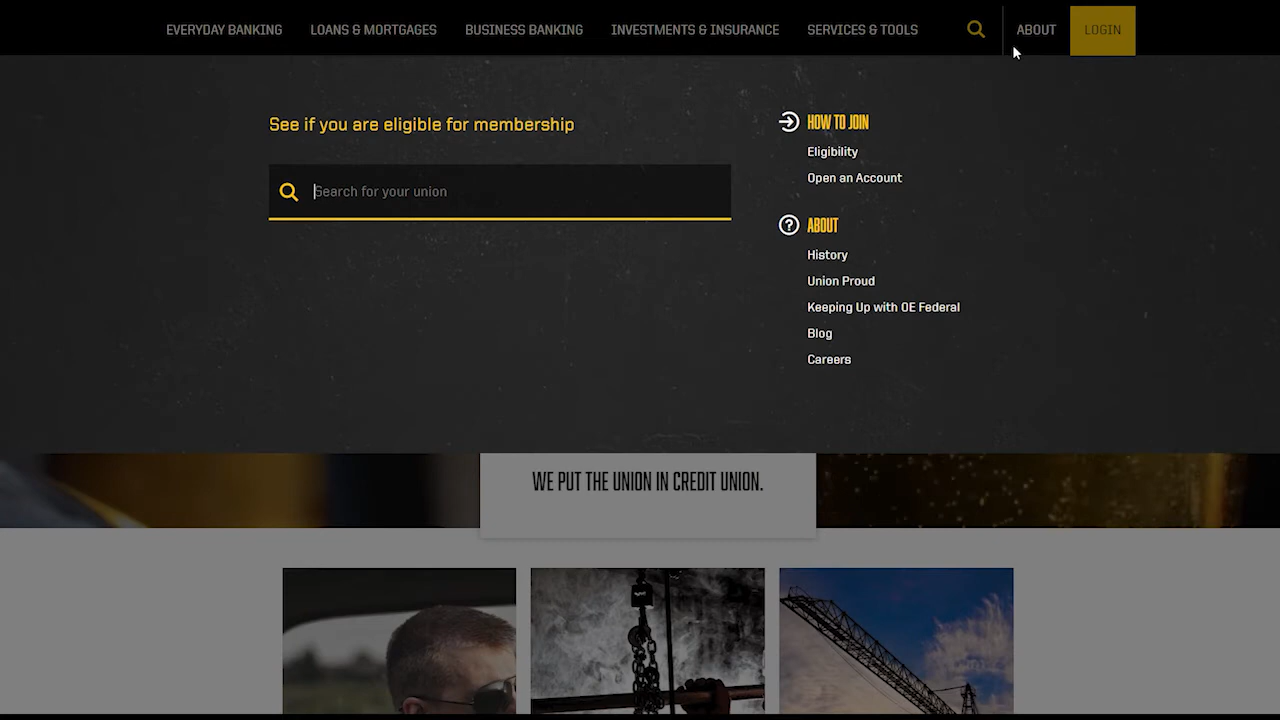 EVERYDAY BANKING
LOANS & MORTGAGES
BUSINESS BANKING
INVESTMENTS & INSURANCE
SERVICES & TOOLS
ABOUT
LOGIN
See if you are eligible for membership
Search for your union
HOW TO JOIN
Eligibility
Open an Account
ABOUT
History
Union Proud
Keeping Up with OE Federal
Blog
Careers
WE PUT THE UNION IN CREDIT UNION.